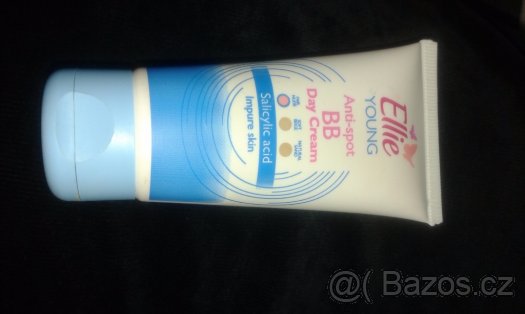 Ellie
YOUNG
Anti-spot
BB
Day Cream
Salicylic acid
Impure skin
@( Bazos.cz